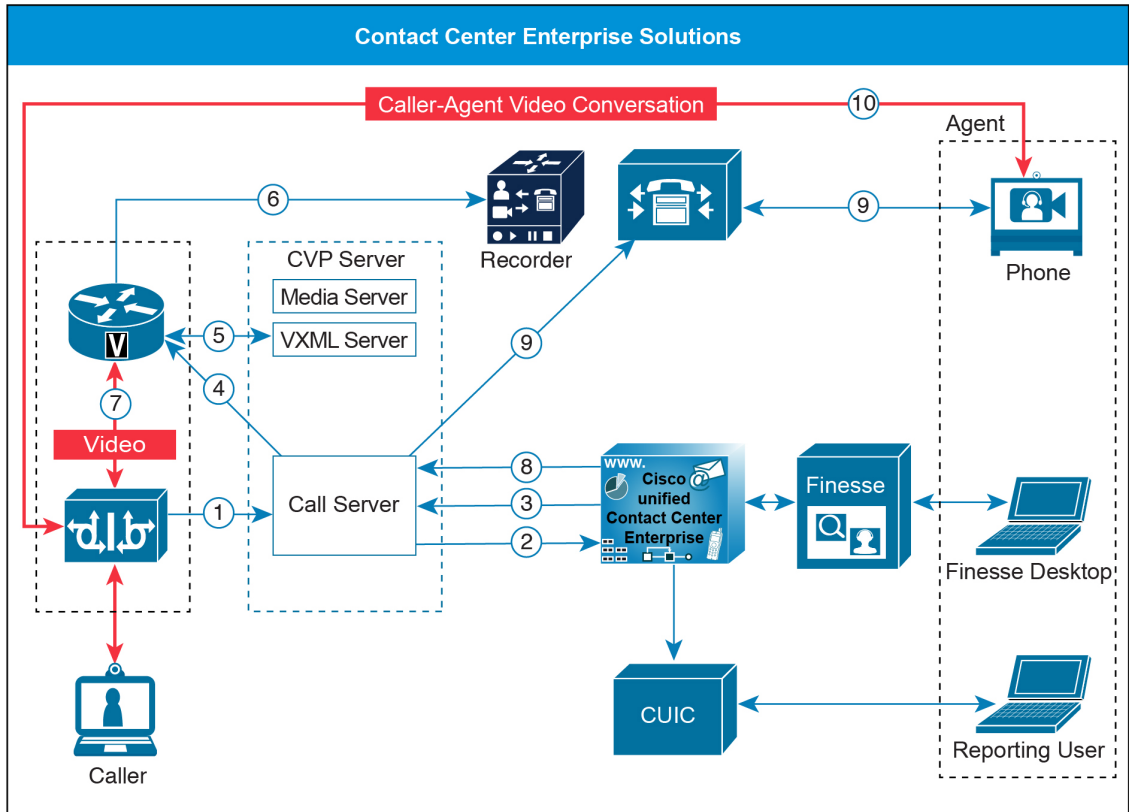 Contact Center Enterprise Solutions
Caller-Agent Video Conversation
10
Agent
6
Recorder
9
Phone
CVP Server
Media Server
VXML Server
5
9
4
7
V
Video
1
Call Server
8
3
2
www.
@
Cisco
unified
Contact Center
Enterprise
Finesse
Finesse Desktop
CUIC
Caller
Reporting User